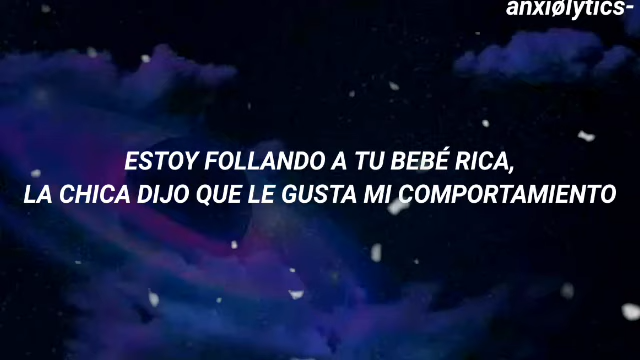 anxiølytics-
ESTOY FOLLANDO A TU BEBÉ RICA,
LA CHICA DIJO QUE LE GUSTA MI COMPORTAMIENTO